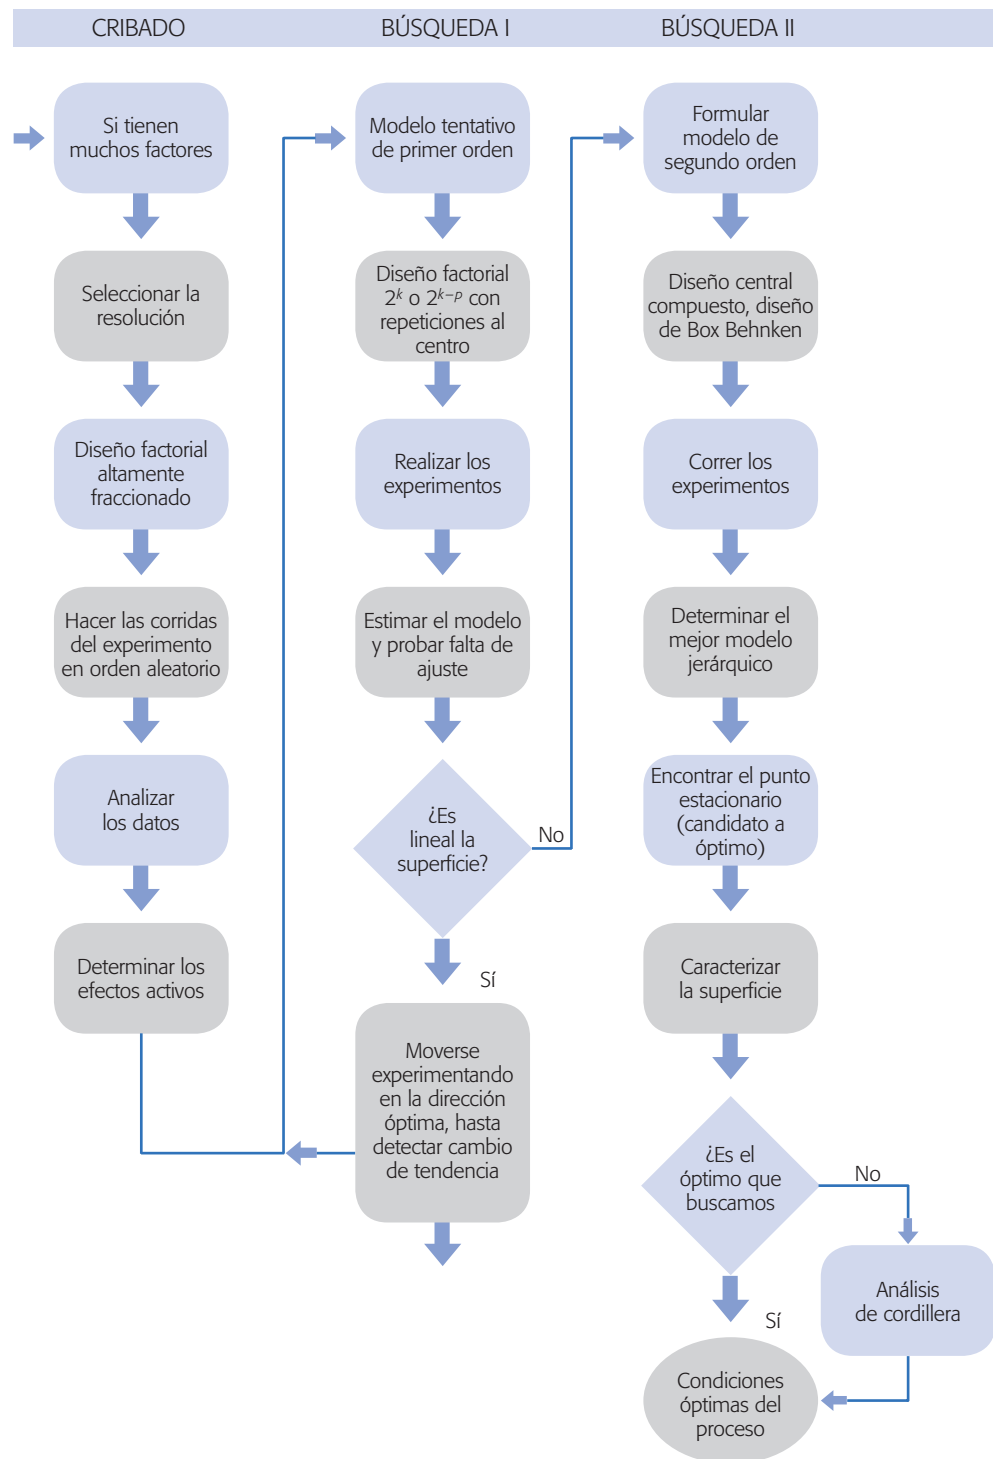 CRIBADO
Si tienen
muchos factores
Seleccionar la
resolución
Diseño factorial
altamente
fraccionado
Hacer las corridas
del experimento
en orden aleatorio
Analizar
los datos
Determinar los
efectos activos
BÚSQUEDA I
Modelo tentativo
de primer orden
Diseño factorial
2^k o 2^{k–p} con
repeticiones al
centro
Realizar los
experimentos
Estimar el modelo
y probar falta de
ajuste
¿Es
lineal la
superficie?
No
Sí
Moverse
experimentando
en la dirección
óptima, hasta
detectar cambio
de tendencia
BÚSQUEDA II
Formular
modelo de
segundo orden
Diseño central
compuesto, diseño
de Box Behnken
Correr los
experimentos
Determinar el
mejor modelo
jerárquico
Encontrar el punto
estacionario
(candidato a
óptimo)
Caracterizar
la superficie
¿Es el
óptimo que
buscamos
No
Análisis
de cordillera
Sí
Condiciones
óptimas del
proceso